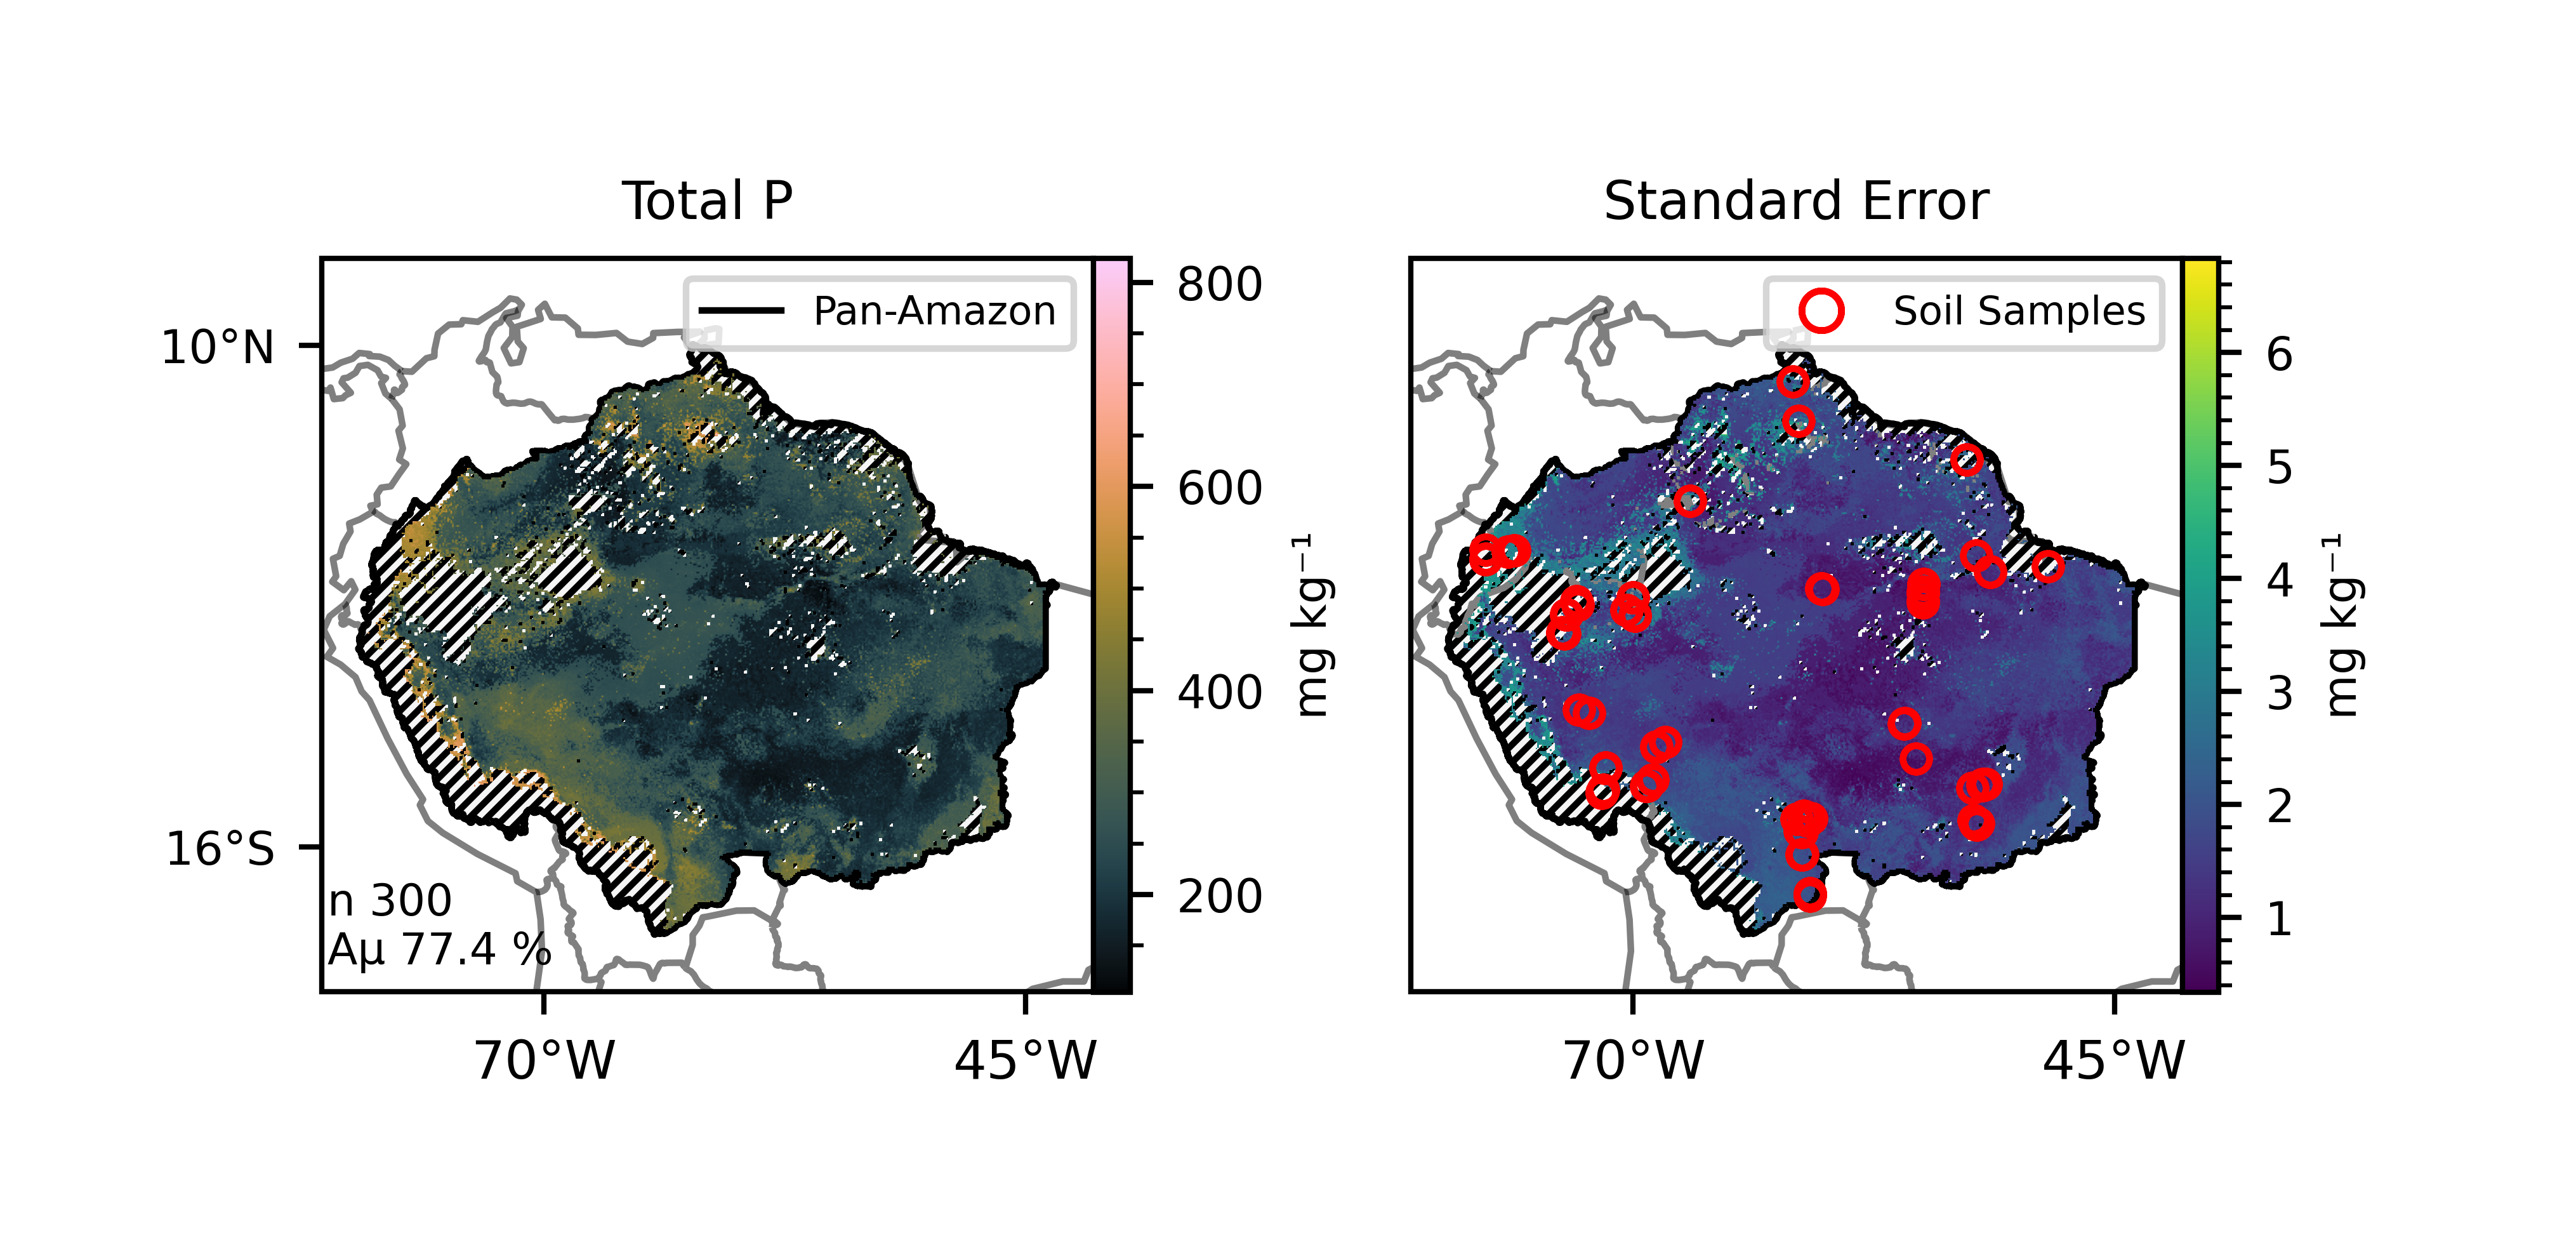 Total P
Pan-Amazon
10°N
16°S
n 300
Aμ 77.4 %
70°W
45°W
800
600
400
200
mg kg⁻¹
Standard Error
Soil Samples
70°W
45°W
6
5
4
3
2
1
mg kg⁻¹